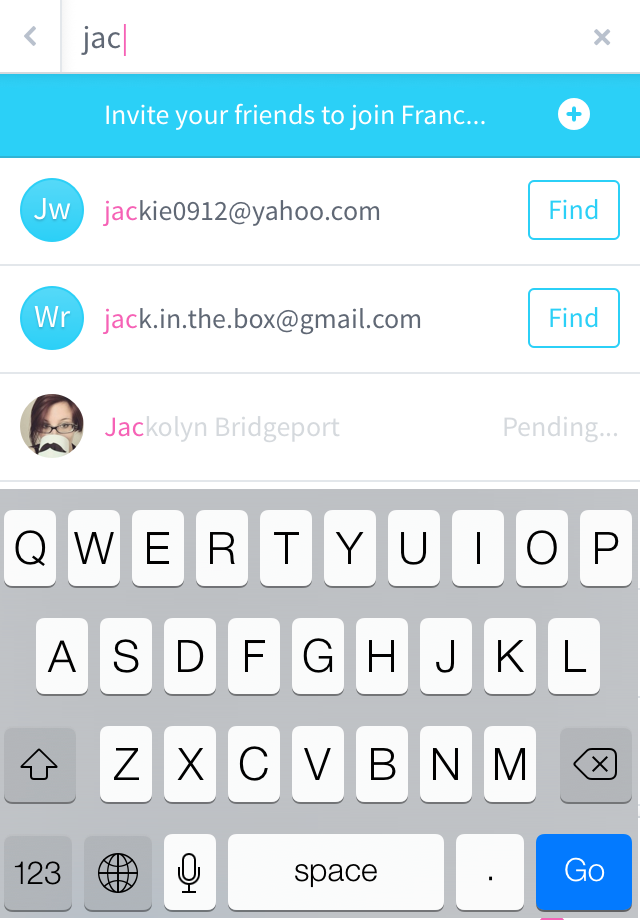 jac
Invite your friends to join Franc...
Jw jackie0912@yahoo.com Find
Wr jack.in.the.box@gmail.com Find
Jackolyn Bridgeport Pending...
Q W E R T Y U I O P
A S D F G H J K L
Z X C V B N M
123 space . Go